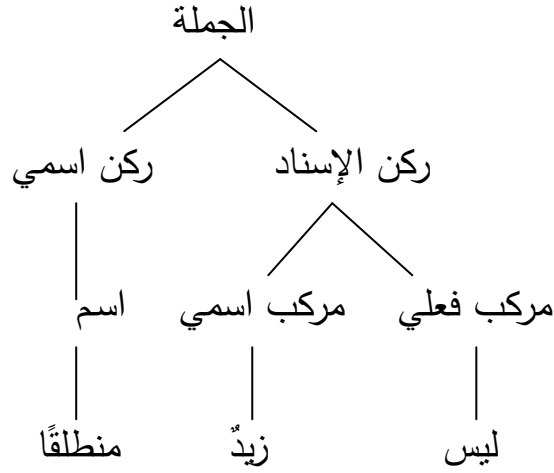 الجملة
ركن الإسناد ركن اسمي
مركب فعلي مركب اسمي اسم
ليس زيدٌ منطلقًا